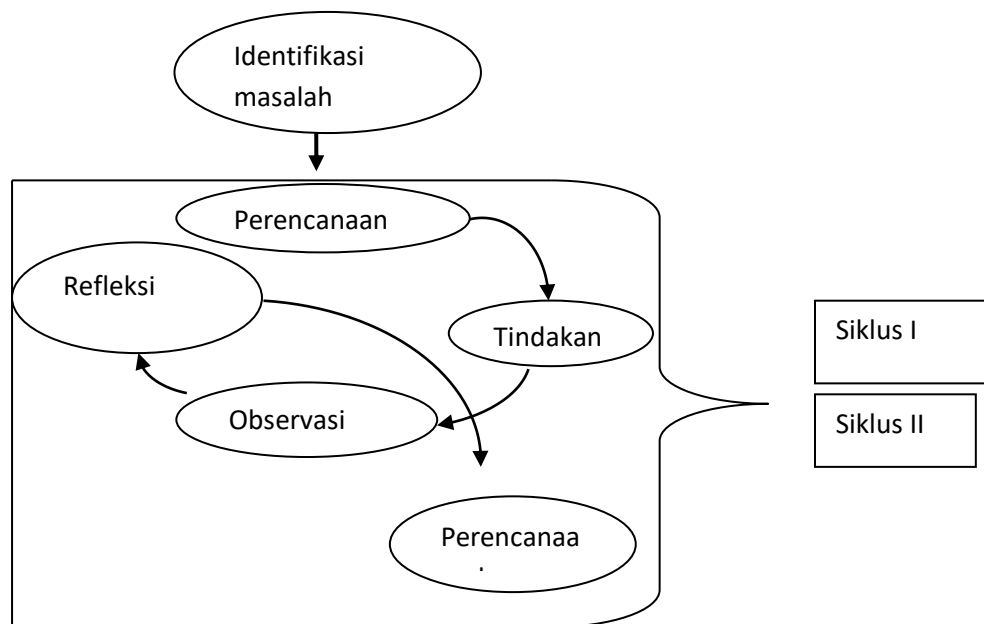 Identifikasi
masalah
Perencanaan
Refleksi
Tindakan
Siklus I
Observasi
Siklus II
Perencanaa